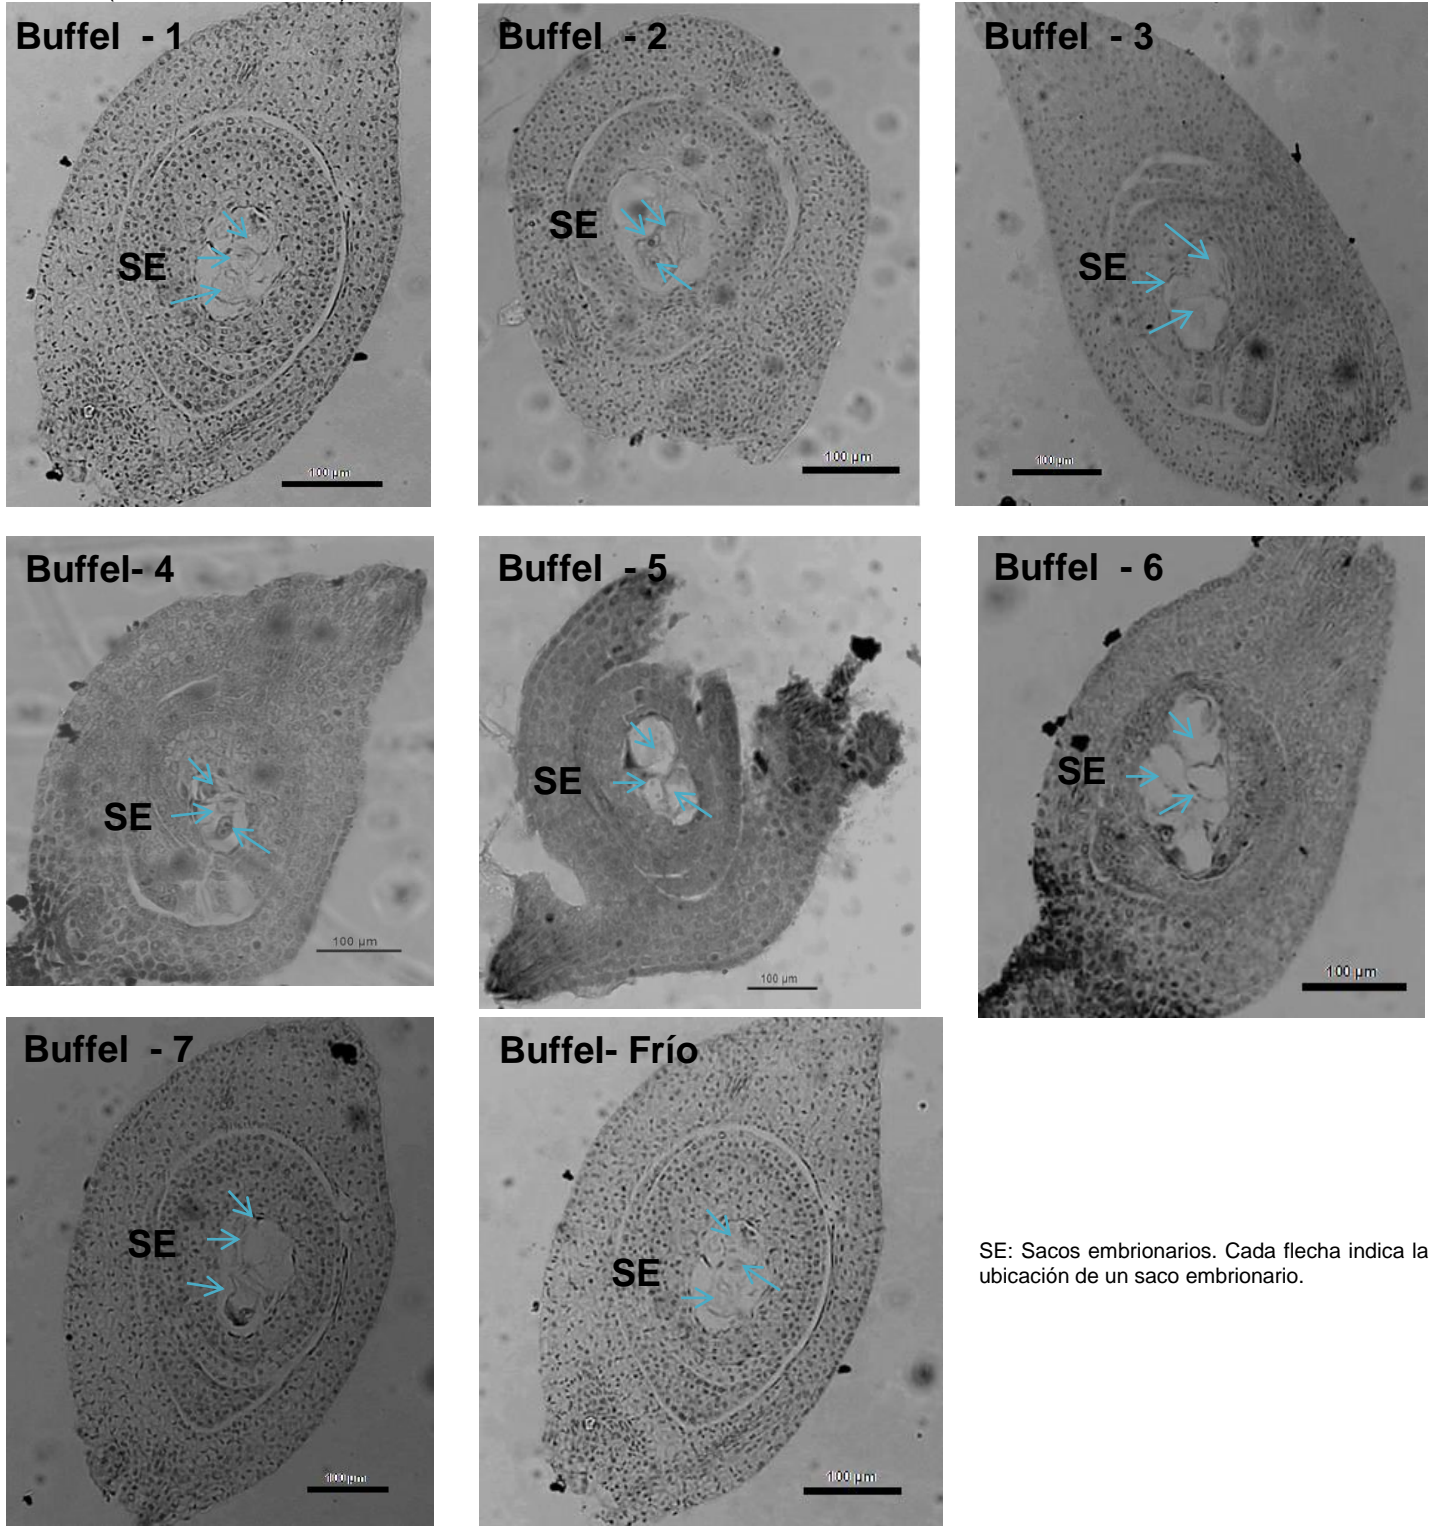 Buffel - 1
SE
100 µm
Buffel - 2
SE
100 µm
Buffel - 3
SE
100 µm
Buffel- 4
SE
100 µm
Buffel - 5
SE
100 µm
Buffel - 6
SE
100 µm
Buffel - 7
SE
100 µm
Buffel- Frío
SE
100 µm
SE: Sacos embrionarios. Cada flecha indica la
ubicación de un saco embrionario.